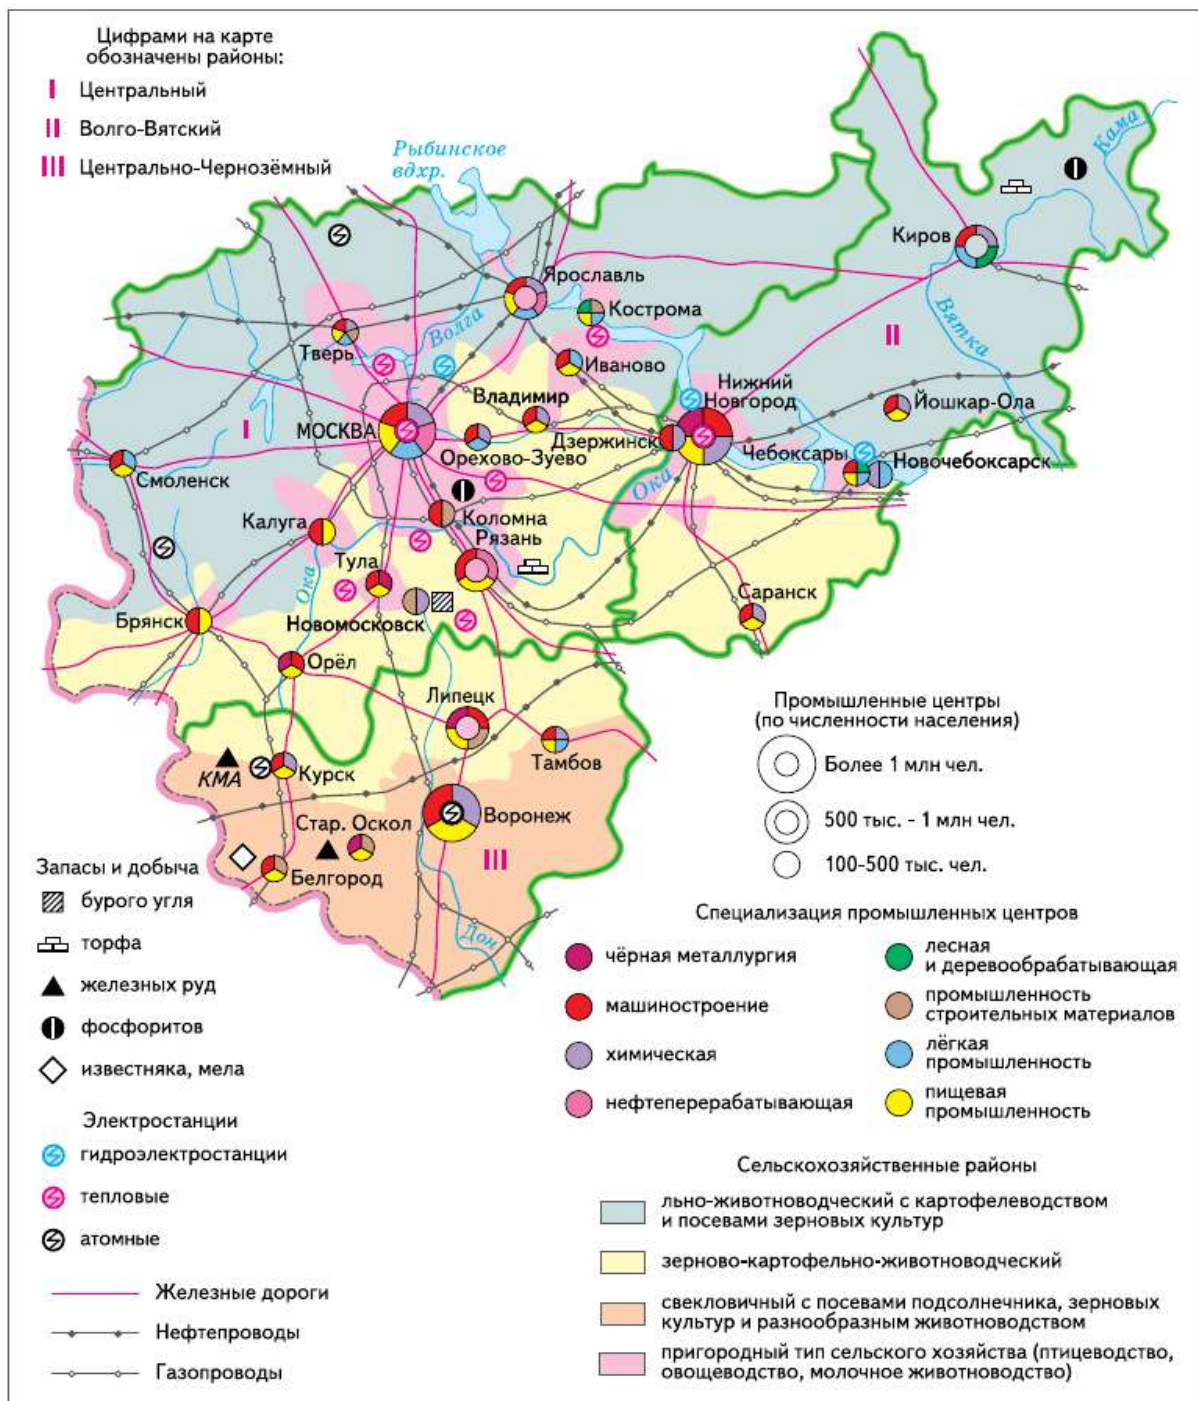 Цифрами на карте
обозначены районы:
I Центральный
II Волго-Вятский
III Центрально-Чернозёмный
Рыбинское
вдхр.
Кама
Киров
Ярославль
Кострома
Волга
Вятка
II
Тверь
Иваново
Нижний
Новгород
Владимир
Йошкар-Ола
I
МОСКВА
Дзержинск
Орехово-Зуево
Чебоксары
Новочебоксарск
Смоленск
Ока
Калуга
Коломна
Рязань
Тула
Ока
Саранск
Брянск
Новомосковск
Орёл
Липецк
Тамбов
КМА
Курск
Воронеж
Стар. Оскол
III
Белгород
Дон
Промышленные центры
(по численности населения)
Более 1 млн чел.
500 тыс. - 1 млн чел.
100-500 тыс. чел.
Запасы и добыча
бурого угля
торфа
железных руд
фосфоритов
известняка, мела
Электростанции
гидроэлектростанции
тепловые
атомные
Железные дороги
Нефтепроводы
Газопроводы
Специализация промышленных центров
чёрная металлургия
машиностроение
химическая
нефтеперерабатывающая
лесная
и деревообрабатывающая
промышленность
строительных материалов
лёгкая
промышленность
пищевая
промышленность
Сельскохозяйственные районы
льно-животноводческий с картофелеводством
и посевами зерновых культур
зерново-картофельно-животноводческий
свекловичный с посевами подсолнечника, зерновых
культур и разнообразным животноводством
пригородный тип сельского хозяйства (птицеводство,
овощеводство, молочное животноводство)